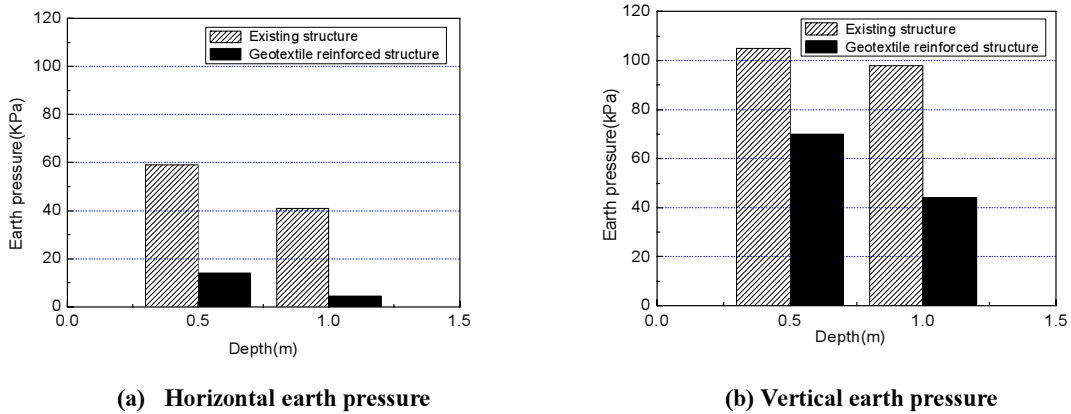 120
100
80
60
40
20
0
Earth pressure(KPa)
Existing structure
Geotextile reinforced structure
0.0 0.5 1.0 1.5
Depth(m)
(a) Horizontal earth pressure
120
100
80
60
40
20
0
Earth pressure(kPa)
Existing structure
Geotextile reinforced structure
0.0 0.5 1.0 1.5
Depth(m)
(b) Vertical earth pressure